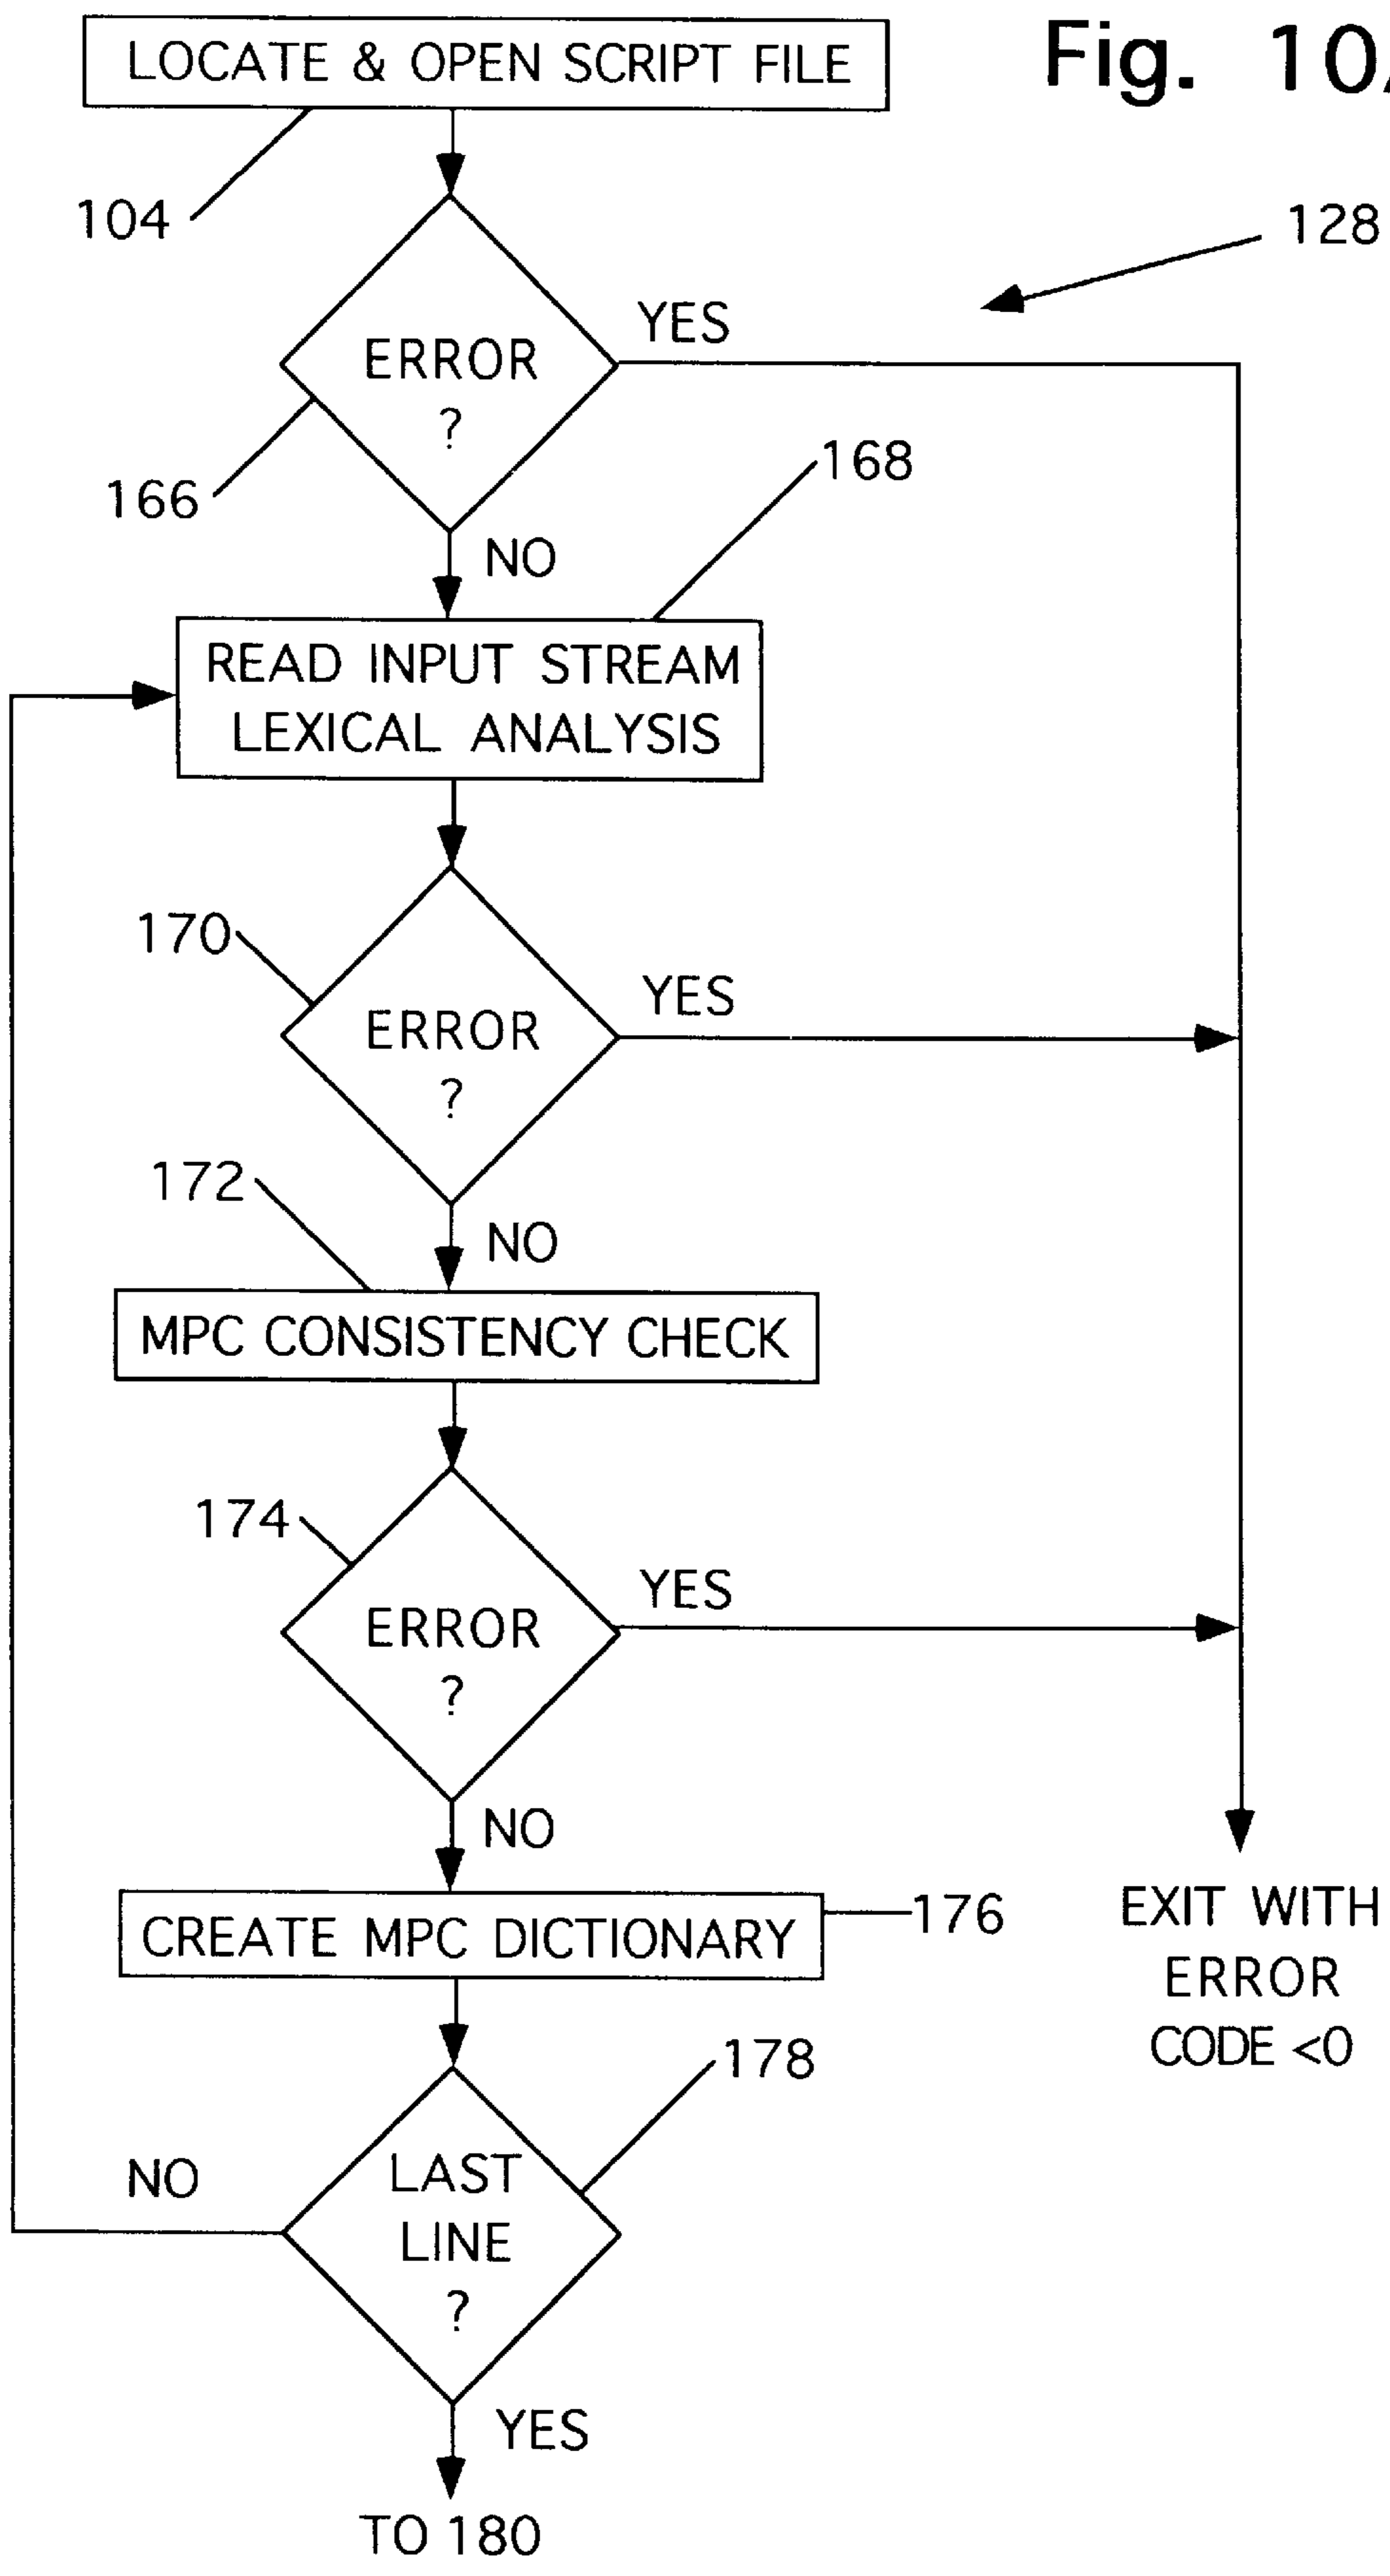 LOCATE & OPEN SCRIPT FILE
Fig. 10A
104
128
YES
ERROR
?
166
168
NO
READ INPUT STREAM
LEXICAL ANALYSIS
170
YES
ERROR
?
172
NO
MPC CONSISTENCY CHECK
174
YES
ERROR
?
NO
CREATE MPC DICTIONARY
176
EXIT WITH
ERROR
CODE <0
178
NO
LAST
LINE
?
YES
TO 180